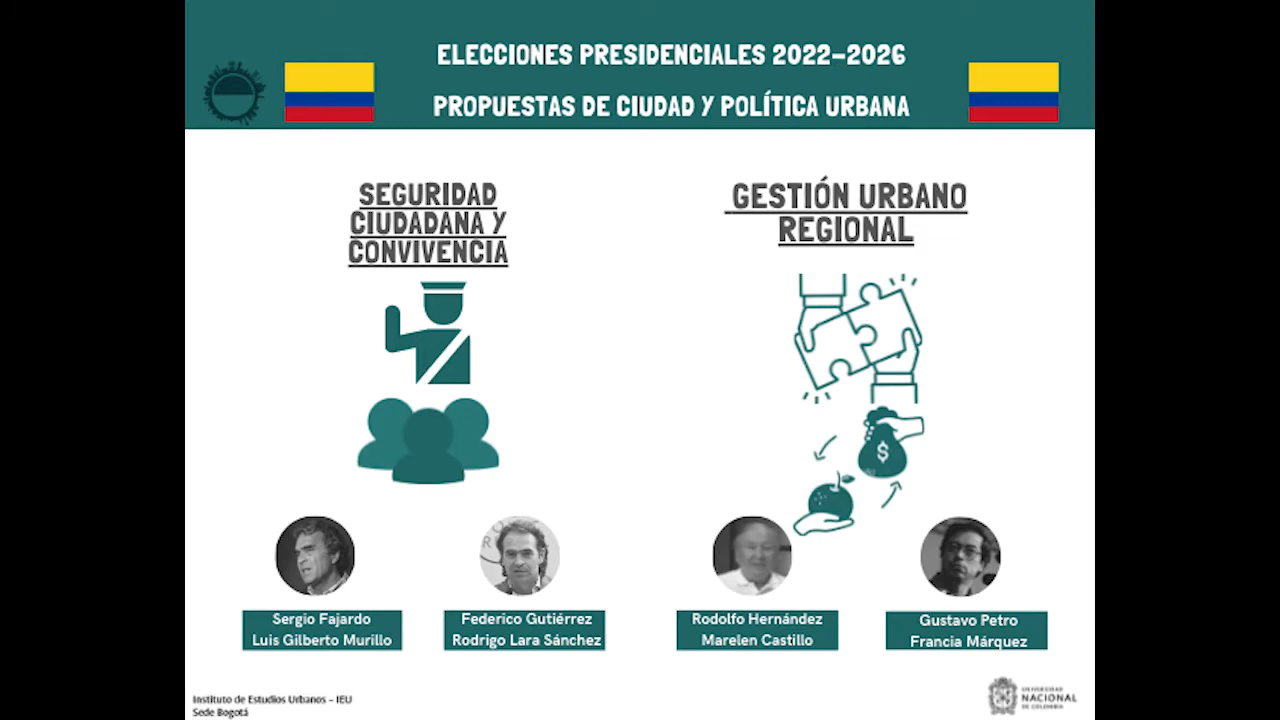 ELECCIONES PRESIDENCIALES 2022-2026
PROPUESTAS DE CIUDAD Y POLÍTICA URBANA
SEGURIDAD
CIUDADANA Y
CONVIVENCIA
GESTIÓN URBANO
REGIONAL
$
Sergio Fajardo
Luis Gilberto Murillo
Federico Gutiérrez
Rodrigo Lara Sánchez
Rodolfo Hernández
Marelen Castillo
Gustavo Petro
Francia Márquez
Instituto de Estudios Urbanos - IEU
Sede Bogotá
UNIVERSIDAD
NACIONAL
DE COLOMBIA